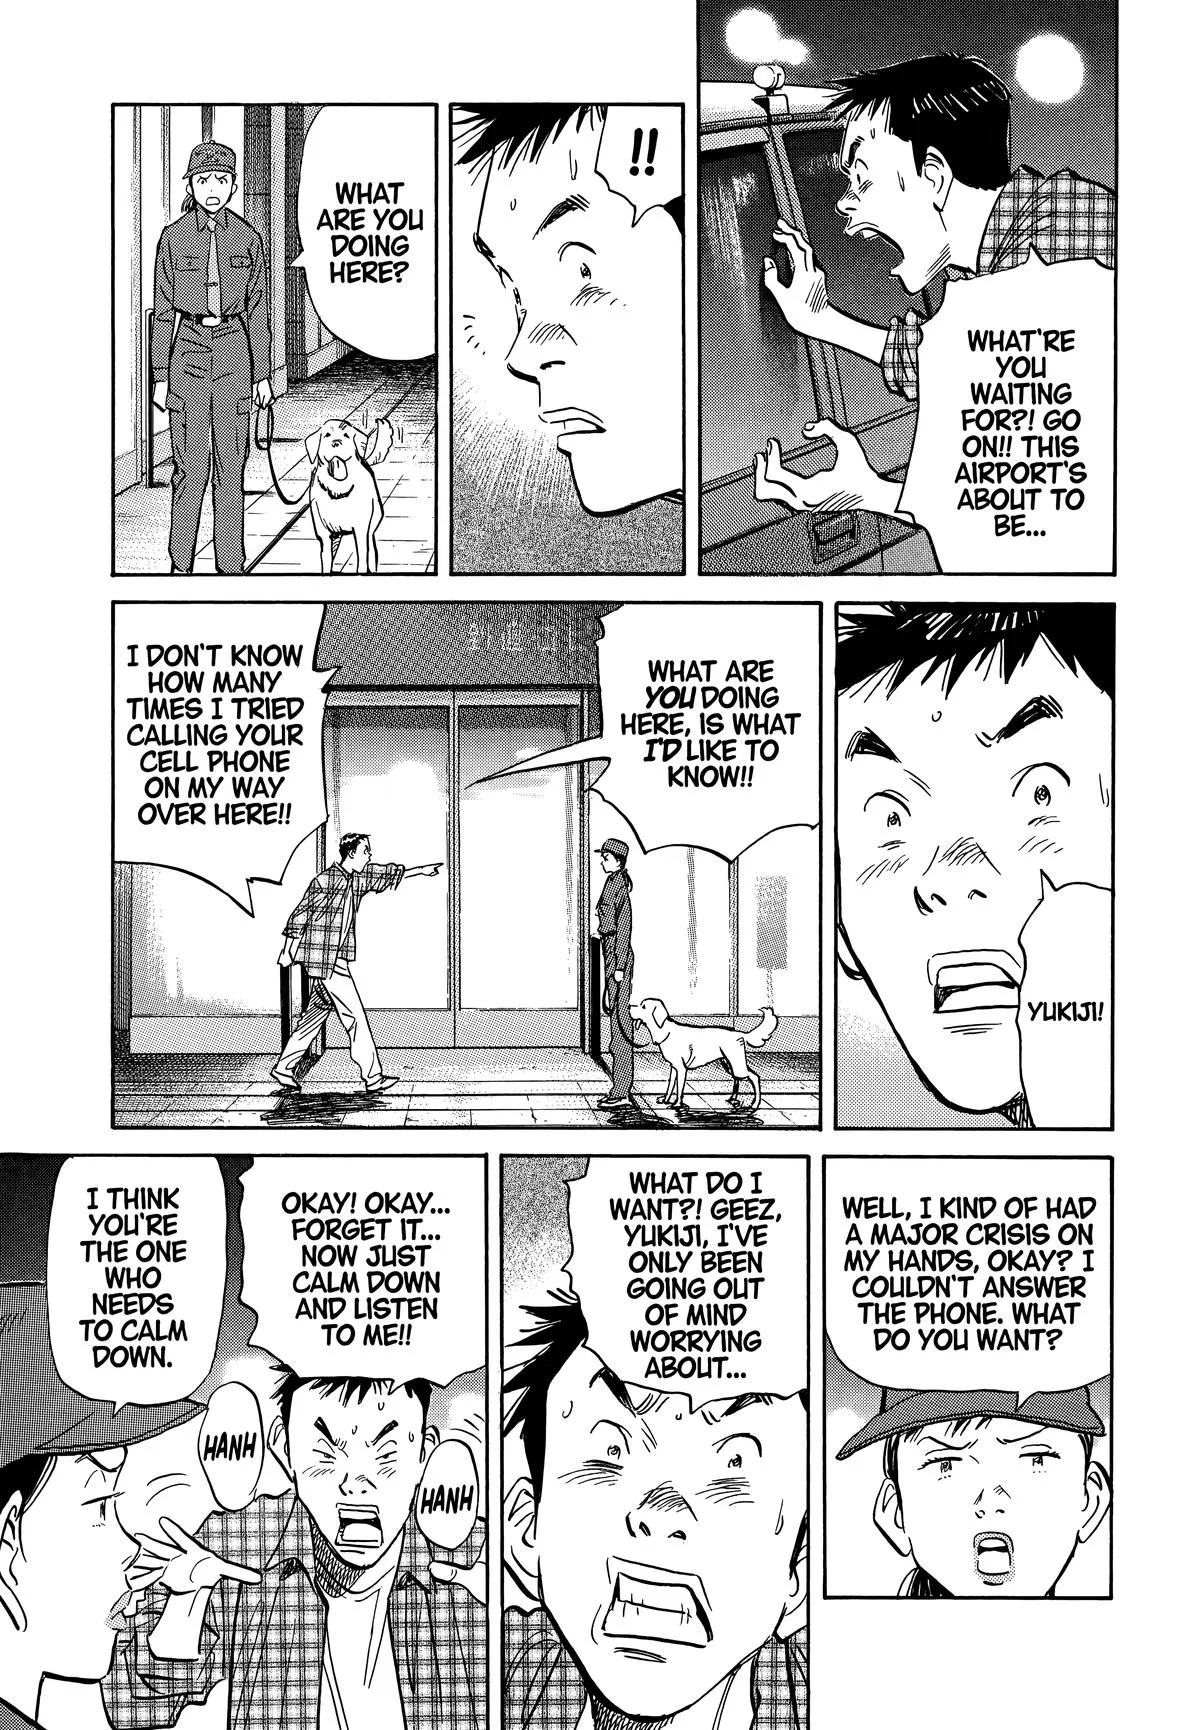 WHAT'RE
YOU
WAITING
FOR?! GO
ON!! THIS
AIRPORT'S
ABOUT TO
BE...
!!
WHAT
ARE YOU
DOING
HERE?
YUKIJI!
WHAT ARE
YOU DOING
HERE, IS WHAT
I'D LIKE TO
KNOW!!
I DON'T KNOW
HOW MANY
TIMES I TRIED
CALLING YOUR
CELL PHONE
ON MY WAY
OVER HERE!!
WELL, I KIND OF HAD
A MAJOR CRISIS ON
MY HANDS, OKAY? I
COULDN'T ANSWER
THE PHONE. WHAT
DO YOU WANT?
WHAT DO I
WANT?! GEEZ,
YUKIJI, I'VE
ONLY BEEN
GOING OUT
OF MIND
WORRYING
ABOUT...
OKAY! OKAY...
FORGET IT...
NOW JUST
CALM DOWN
AND LISTEN
TO ME!!
HANH
HANH
I THINK
YOU'RE
THE ONE
WHO
NEEDS
TO CALM
DOWN.